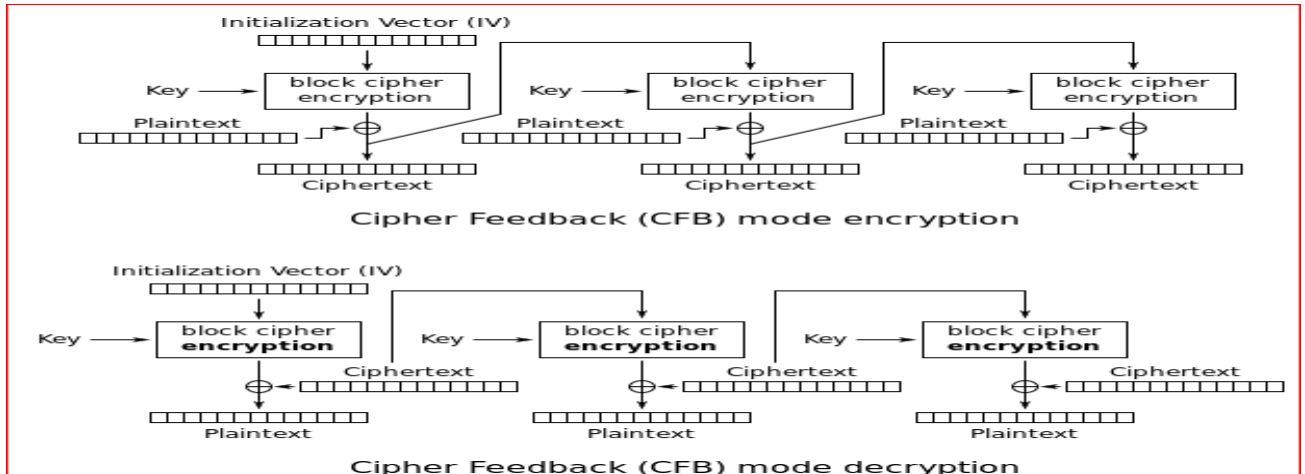 Initialization Vector (IV)
Key
block cipher
encryption
Key
block cipher
encryption
Key
block cipher
encryption
Plaintext
Plaintext
Plaintext
Ciphertext
Ciphertext
Ciphertext
Cipher Feedback (CFB) mode encryption
Initialization Vector (IV)
Key
block cipher
encryption
Key
block cipher
encryption
Key
block cipher
encryption
Ciphertext
Ciphertext
Ciphertext
Plaintext
Plaintext
Plaintext
Cipher Feedback (CFB) mode decryption